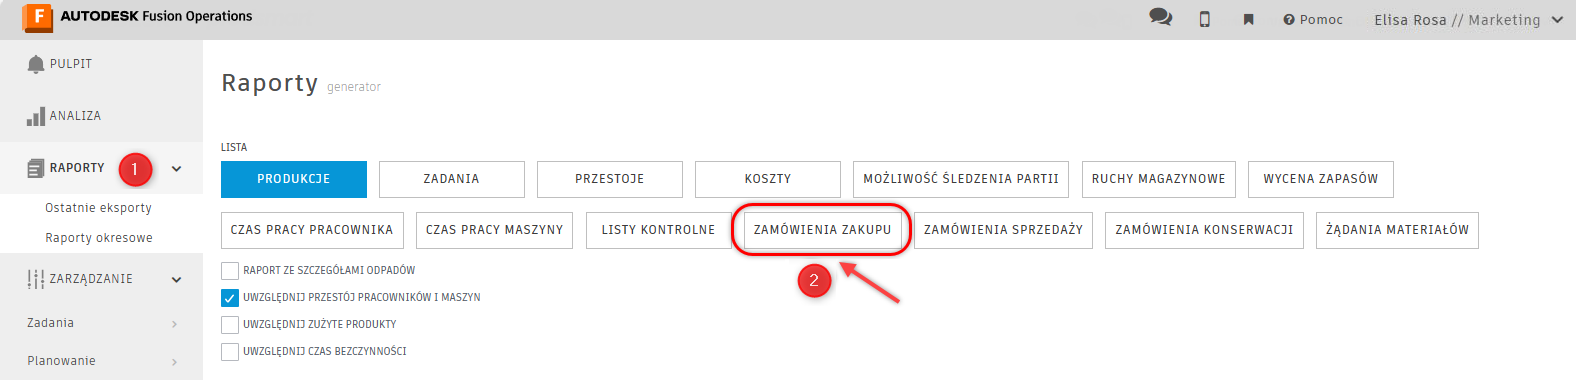 AUTODESK Fusion Operations
Pomoc
Elisa Rosa // Marketing
PULPIT
ANALIZA
RAPORTY
1
Ostatnie eksporty
Raporty okresowe
ZARZĄDZANIE
Zadania
Planowanie
Raporty generator
LISTA
PRODUKCJE
ZADANIA
PRZESTOJE
KOSZTY
MOŻLIWOŚĆ ŚLEDZENIA PARTII
RUCHY MAGAZYNOWE
WYCENA ZAPASÓW
CZAS PRACY PRACOWNIKA
CZAS PRACY MASZYNY
LISTY KONTROLNE
ZAMÓWIENIA ZAKUPU
ZAMÓWIENIA SPRZEDAŻY
ZAMÓWIENIA KONSERWACJI
ŻĄDANIA MATERIAŁÓW
2
RAPORT ZE SZCZEGÓŁAMI ODPADÓW
UWZGLĘDNIJ PRZESTÓJ PRACOWNIKÓW I MASZYN
UWZGLĘDNIJ ZUŻYTE PRODUKTY
UWZGLĘDNIJ CZAS BEZCZYNNOŚCI